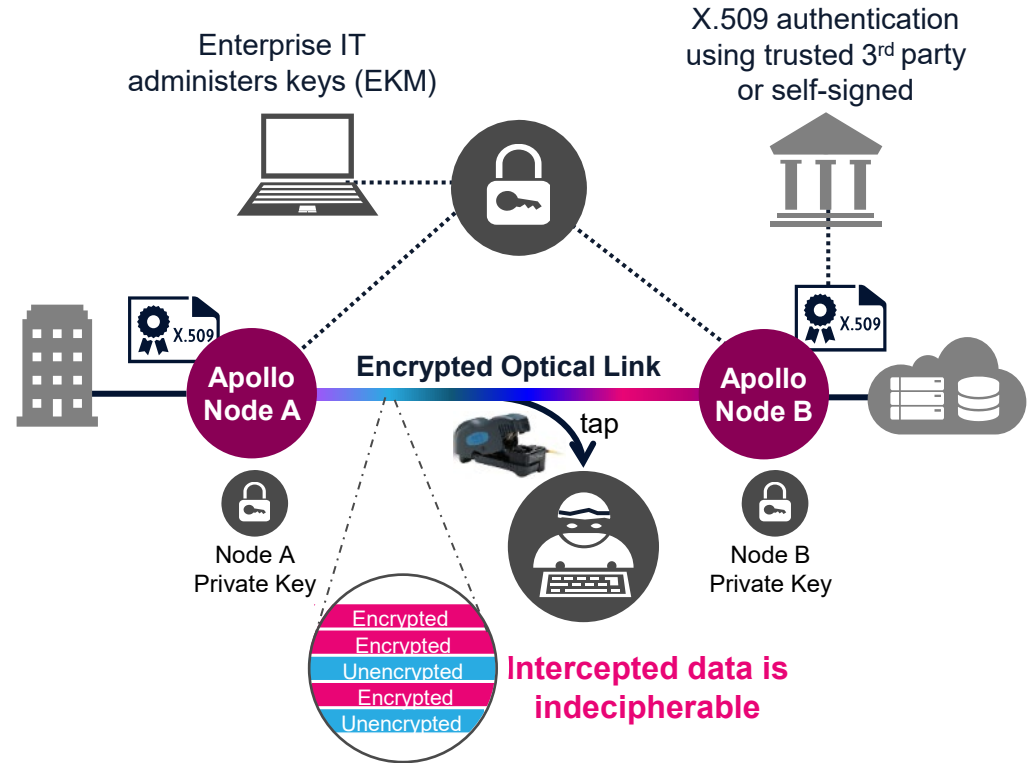 Enterprise IT
administers keys (EKM)
X.509 authentication
using trusted 3rd party
or self-signed
X.509
X.509
Apollo
Node A
Encrypted Optical Link
Apollo
Node B
tap
Node A
Private Key
Node B
Private Key
Encrypted
Encrypted
Unencrypted
Encrypted
Unencrypted
Intercepted data is
indecipherable